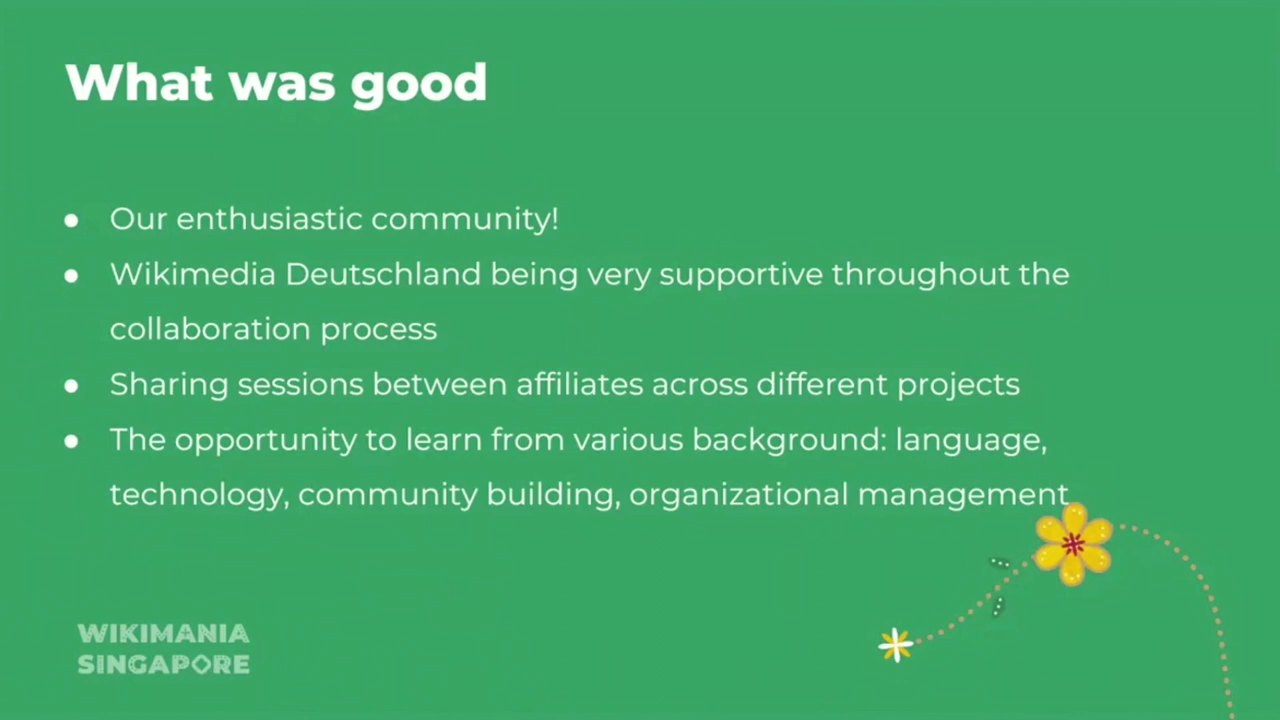 What was good
● Our enthusiastic community!
● Wikimedia Deutschland being very supportive throughout the
collaboration process
● Sharing sessions between affiliates across different projects
● The opportunity to learn from various background: language,
technology, community building, organizational management
WIKIMANIA
SINGAPORE